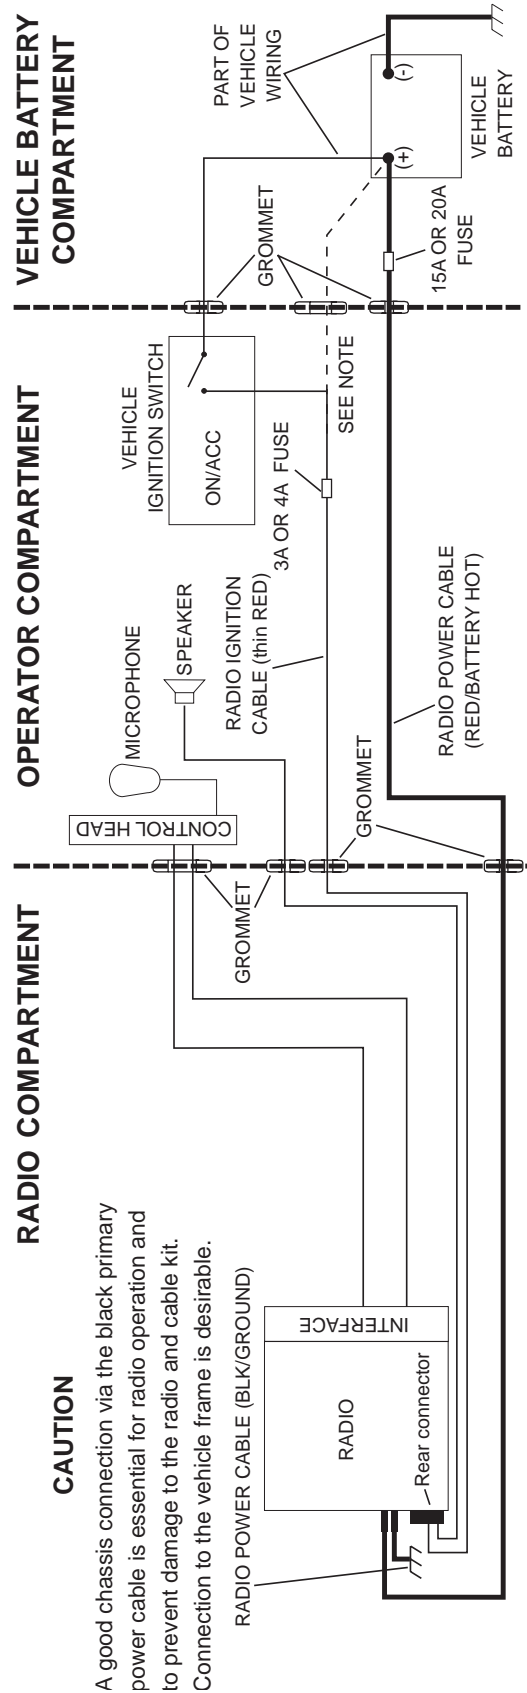 RADIO COMPARTMENT
OPERATOR COMPARTMENT
VEHICLE BATTERY
COMPARTMENT
CAUTION
A good chassis connection via the black primary
power cable is essential for radio operation and
to prevent damage to the radio and cable kit.
Connection to the vehicle frame is desirable.
RADIO POWER CABLE (BLK/GROUND)
RADIO
INTERFACE
Rear connector
GROMMET
CONTROL HEAD
MICROPHONE
SPEAKER
GROMMET
RADIO IGNITION
CABLE (thin RED)
3A OR 4A FUSE
RADIO POWER CABLE
(RED/BATTERY HOT)
VEHICLE
IGNITION SWITCH
ON/ACC
SEE NOTE
GROMMET
15A OR 20A
FUSE
PART OF
VEHICLE
WIRING
(+)
(-)
VEHICLE
BATTERY